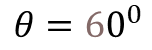 θ = 60⁰